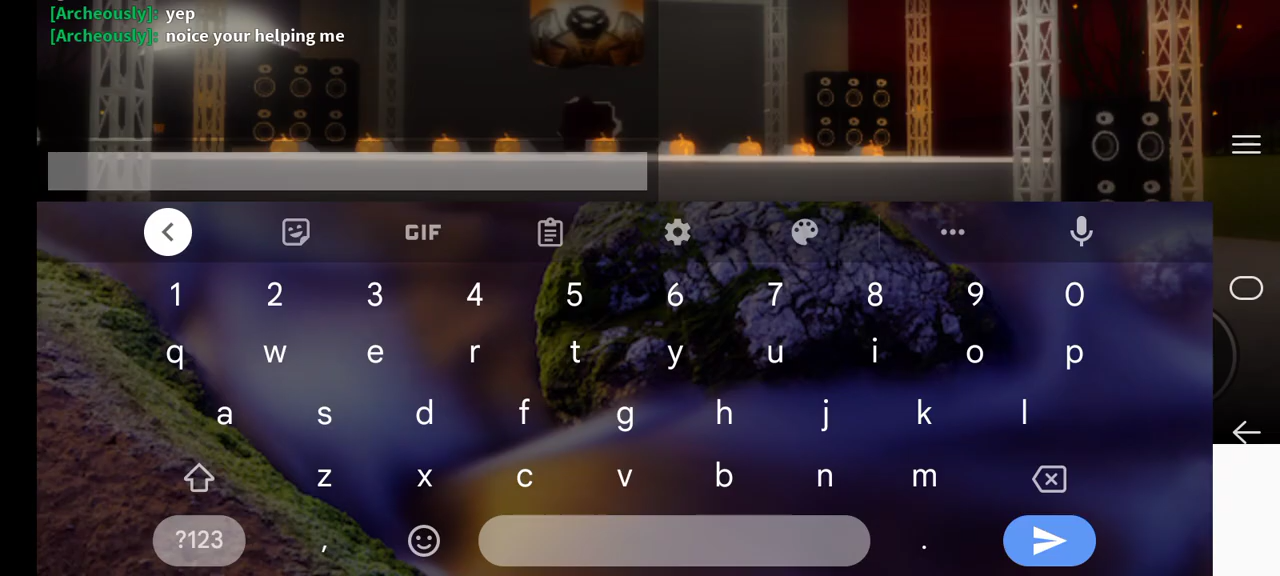 [Archeously]: yep
[Archeously]: noice your helping me
GIF
1 2 3 4 5 6 7 8 9 0
q w e r t y u i o p
a s d f g h j k l
z x c v b n m
?123 , .